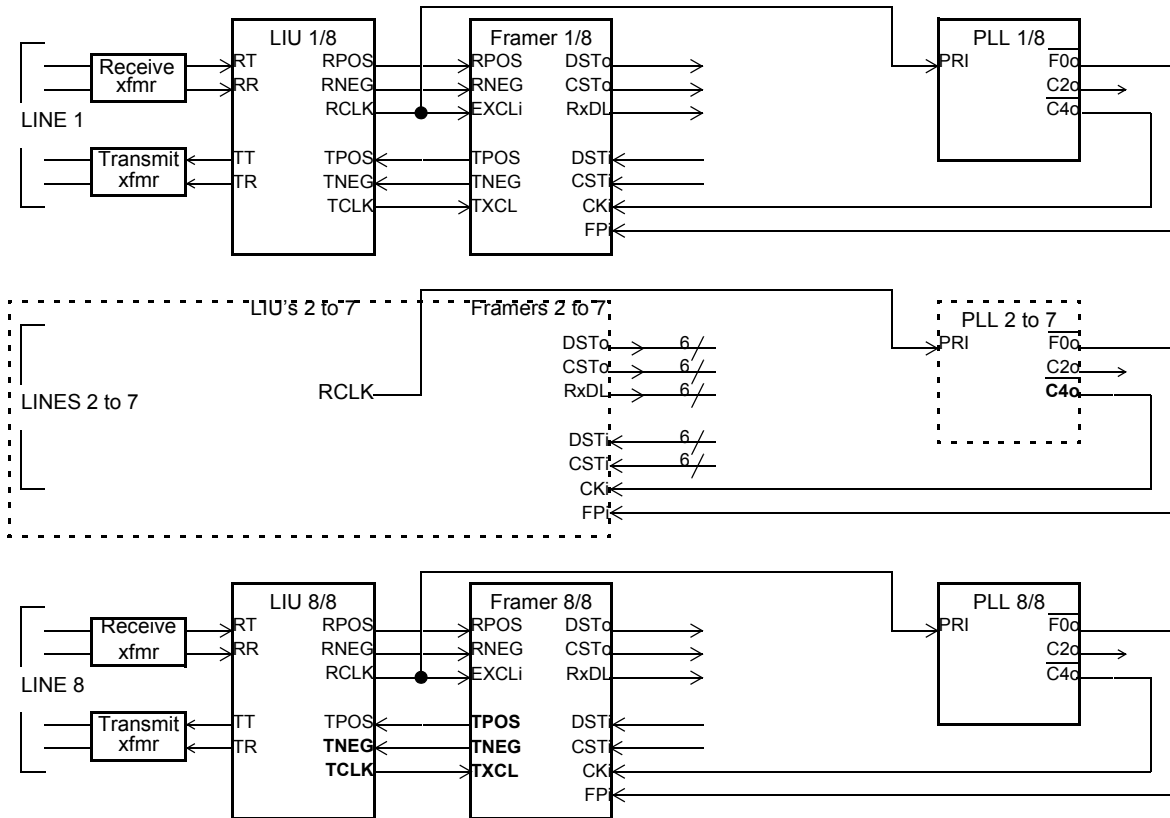 LIU 1/8 Framer 1/8 PLL 1/8
Receive
xfmr
RT RPOS RPOS DSTo PRI F0o
RR RNEG RNEG CSTo C2o
RCLK EXCLi RxDL C4o
LINE 1
Transmit
xfmr
TT TPOS TPOS DSTi
TR TNEG TNEG CSTi
TCLK TXCL CKi
FPi
LIU's 2 to 7 Framers 2 to 7 PLL 2 to 7
DSTo 6 PRI F0o
CSTo 6 C2o
LINES 2 to 7 RCLK RxDL 6 C4o
DSTi 6
CSTi 6
CKi
FPi
LIU 8/8 Framer 8/8 PLL 8/8
Receive
xfmr
RT RPOS RPOS DSTo PRI F0o
RR RNEG RNEG CSTo C2o
RCLK EXCLi RxDL C4o
LINE 8
Transmit
xfmr
TT TPOS TPOS DSTi
TR TNEG TNEG CSTi
TCLK TXCL CKi
FPi